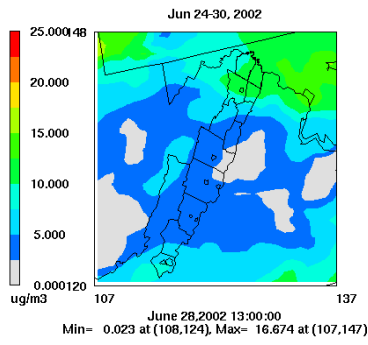 Jun 24-30, 2002
25.000
148
20.000
15.000
10.000
5.000
0.000
120
ug/m3
107
137
June 28,2002 13:00:00
Min=   0.023 at (108,124), Max=  16.674 at (107,147)